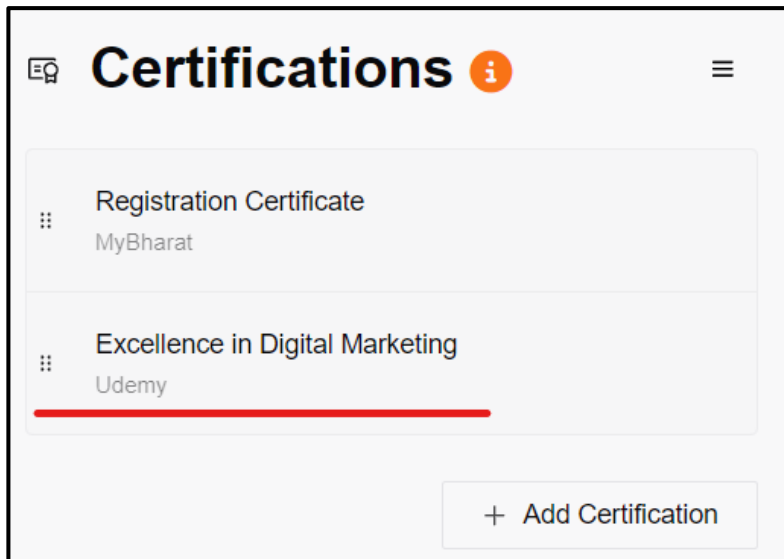 Certifications
Registration Certificate
MyBharat
Excellence in Digital Marketing
Udemy
+ Add Certification